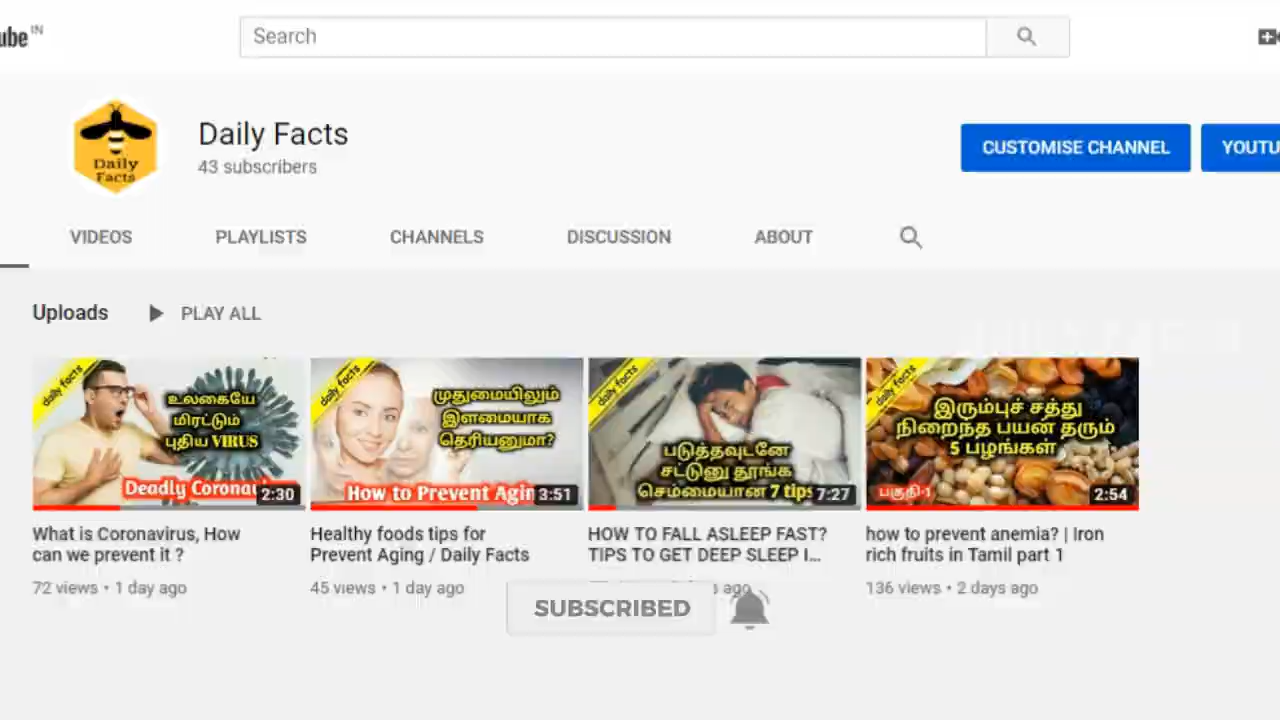 ube IN
Search
Daily Facts
43 subscribers
CUSTOMISE CHANNEL
YOUTU
Daily
Facts
VIDEOS
PLAYLISTS
CHANNELS
DISCUSSION
ABOUT
Uploads
PLAY ALL
daily facts
உலகையே
மிரட்டும்
புதிய VIRUS
Deadly Corona
2:30
daily facts
முதுமையிலும்
இளமையாக
தெரியனுமா?
How to Prevent Agin
3:51
daily facts
படுத்தவுடனே
சட்டுனு தூங்க
செம்மையான 7 tips
7:27
daily facts
இரும்புச் சத்து
நிறைந்த பயன் தரும்
5 பழங்கள்
பகுதி-1
2:54
What is Coronavirus, How
can we prevent it ?
72 views • 1 day ago
Healthy foods tips for
Prevent Aging / Daily Facts
45 views • 1 day ago
HOW TO FALL ASLEEP FAST?
TIPS TO GET DEEP SLEEP I...
ago
how to prevent anemia? | Iron
rich fruits in Tamil part 1
136 views • 2 days ago
SUBSCRIBED